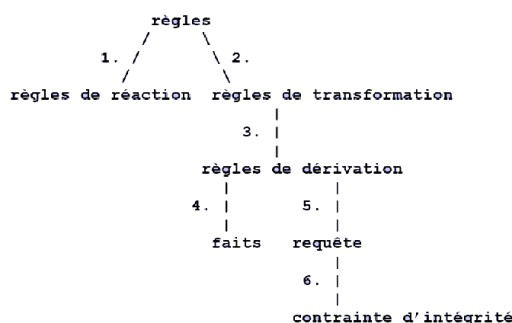 règles
1. 2.
règles de réaction règles de transformation
3.
règles de dérivation
4. 5.
faits requête
6.
contrainte d'intégrité